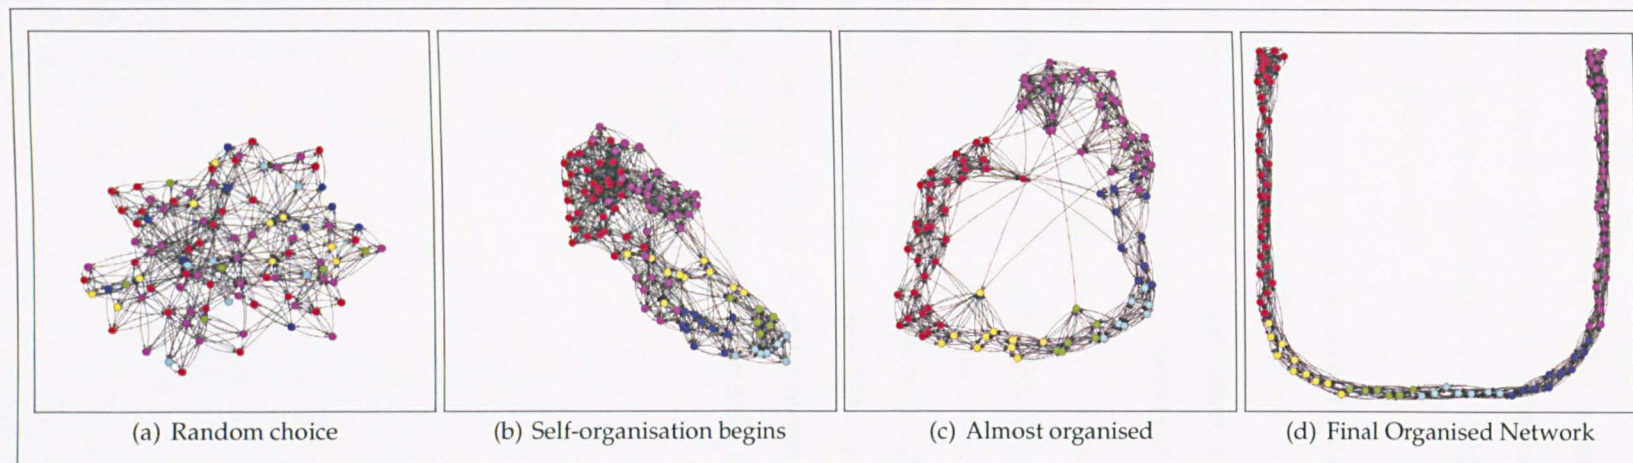 (a) Random choice
(b) Self-organisation begins
(c) Almost organised
(d) Final Organised Network